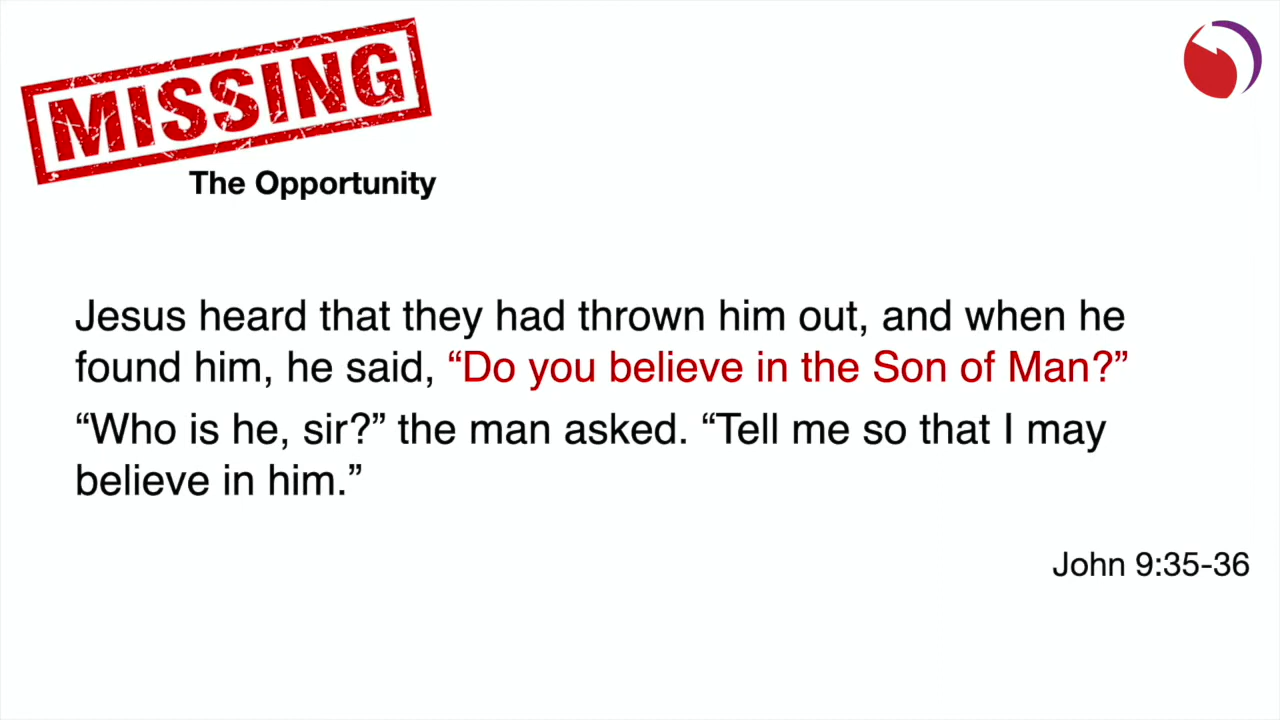 MISSING
The Opportunity
Jesus heard that they had thrown him out, and when he
found him, he said, “Do you believe in the Son of Man?”
“Who is he, sir?” the man asked. “Tell me so that I may
believe in him.”
John 9:35-36